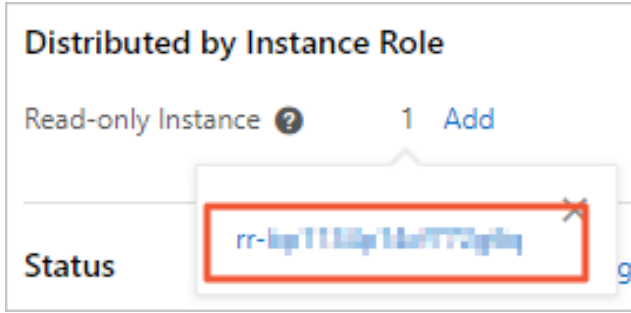 Distributed by Instance Role
Read-only Instance ? 1 Add
rr-
Status